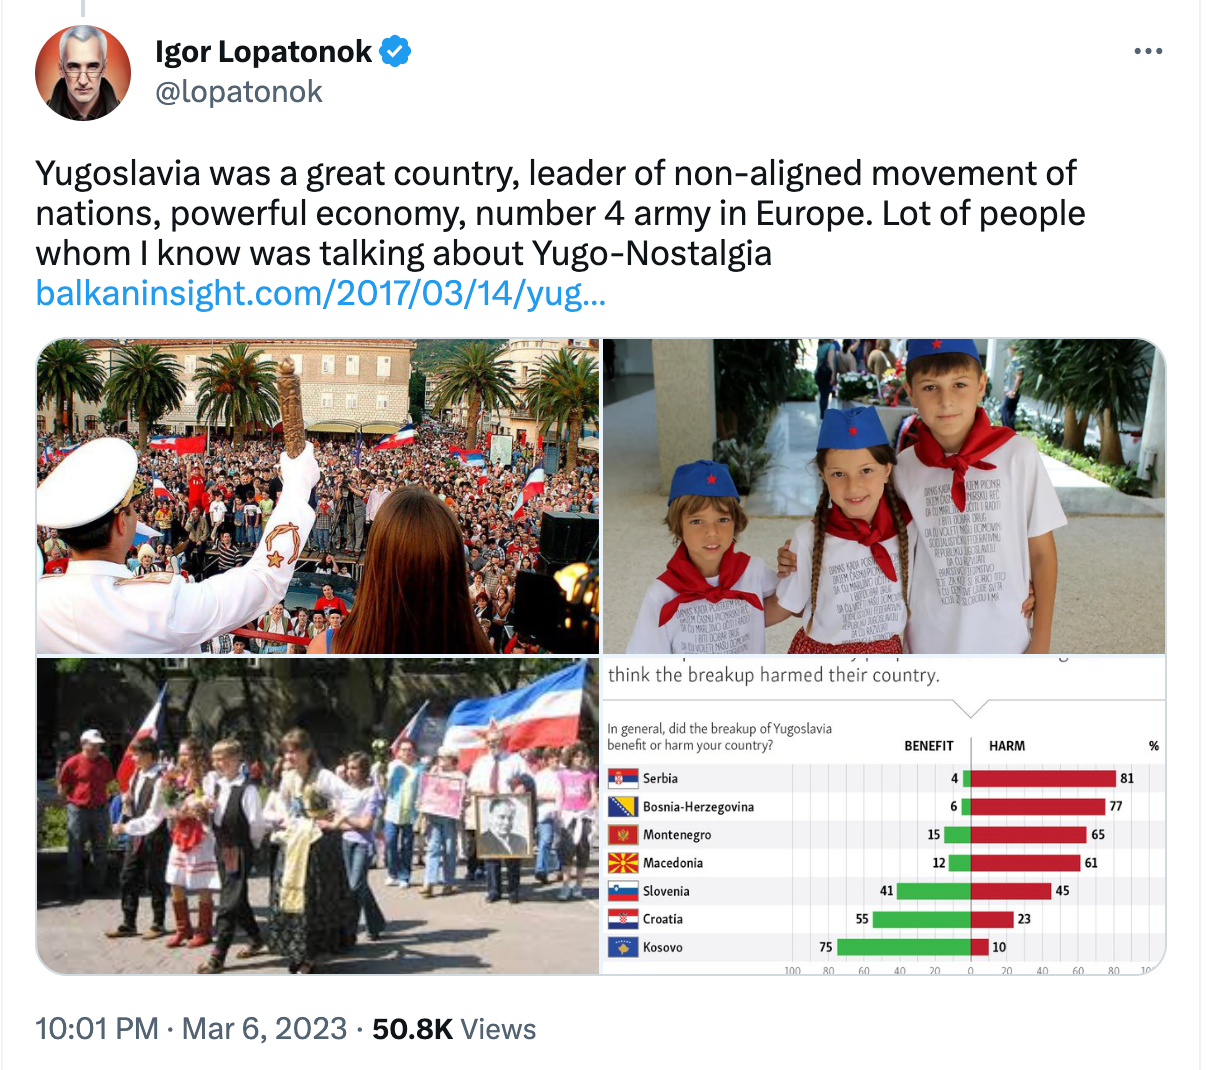 Igor Lopatonok
@lopatonok
Yugoslavia was a great country, leader of non-aligned movement of
nations, powerful economy, number 4 army in Europe. Lot of people
whom I know was talking about Yugo-Nostalgia
balkaninsight.com/2017/03/14/yug...
think the breakup harmed their country.
In general, did the breakup of Yugoslavia
benefit or harm your country?
BENEFIT HARM %
Serbia 4 81
Bosnia-Herzegovina 6 77
Montenegro 15 65
Macedonia 12 61
Slovenia 41 45
Croatia 55 23
Kosovo 75 10
100 80 60 40 20 0 20 40 60 80
10:01 PM · Mar 6, 2023 · 50.8K Views